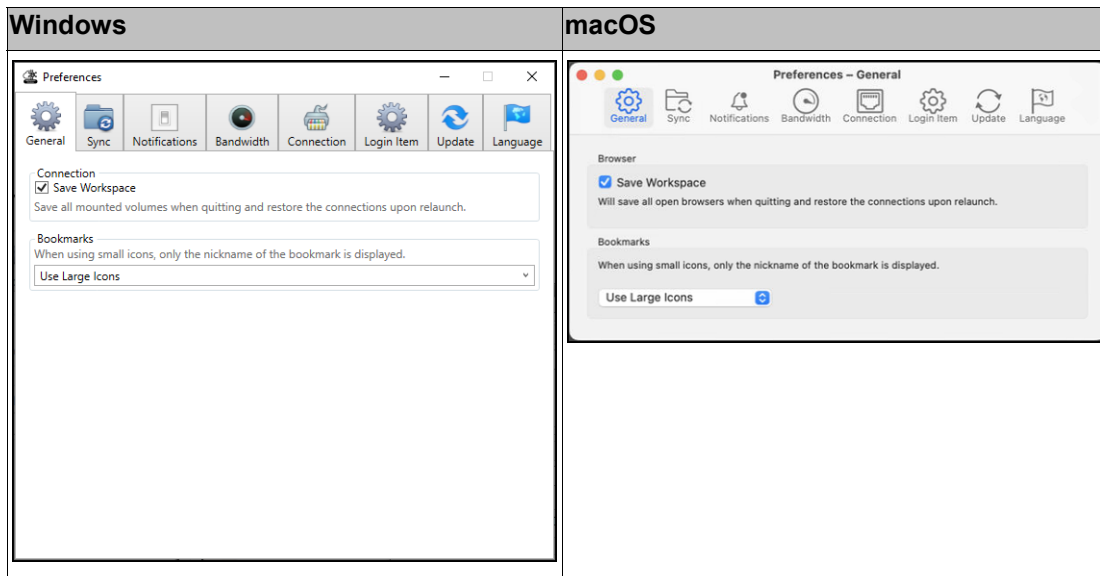 Windows
macOS
Preferences
General Sync Notifications Bandwidth Connection Login Item Update Language
Connection
Save Workspace
Save all mounted volumes when quitting and restore the connections upon relaunch.
Bookmarks
When using small icons, only the nickname of the bookmark is displayed.
Use Large Icons
Preferences – General
General Sync Notifications Bandwidth Connection Login Item Update Language
Browser
Save Workspace
Will save all open browsers when quitting and restore the connections upon relaunch.
Bookmarks
When using small icons, only the nickname of the bookmark is displayed.
Use Large Icons